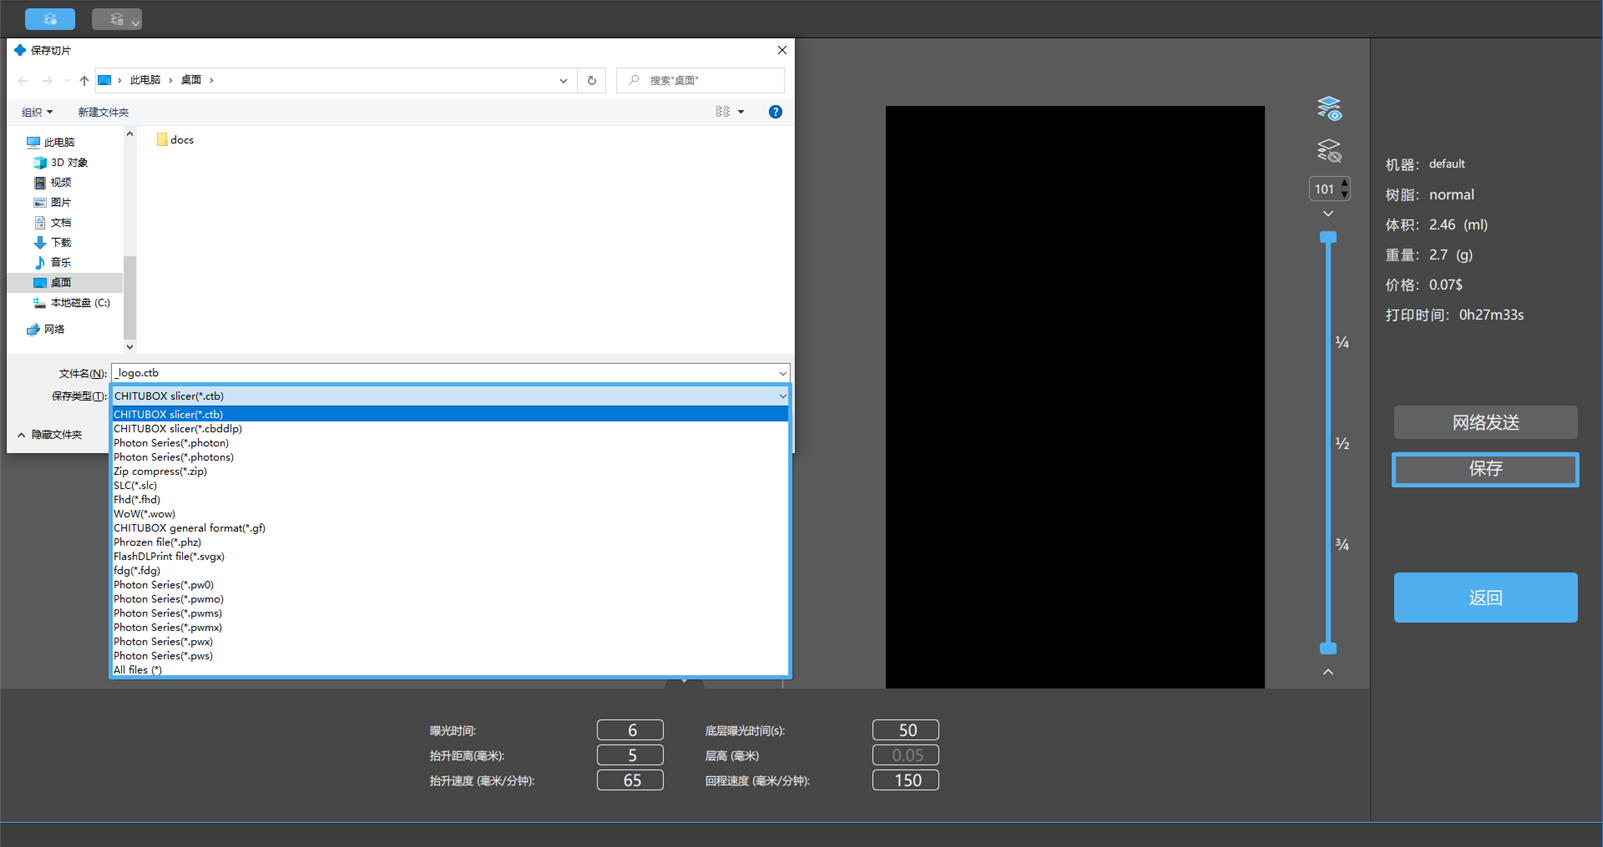 保存切片
此电脑 桌面
搜索"桌面"
组织 新建文件夹
此电脑
3D 对象
视频
图片
文档
下载
音乐
桌面
本地磁盘 (C:)
网络
docs
文件名(N): _logo.ctb
保存类型(T): CHITUBOX slicer(*.ctb)
隐藏文件夹
CHITUBOX slicer(*.ctb)
CHITUBOX slicer(*.cbddlp)
Photon Series(*.photon)
Photon Series(*.photons)
Zip compress(*.zip)
SLC(*.slc)
Fhd(*.fhd)
WoW(*.wow)
CHITUBOX general format(*.gf)
Phrozen file(*.phz)
FlashDLPrint file(*.svgx)
fdg(*.fdg)
Photon Series(*.pw0)
Photon Series(*.pwmo)
Photon Series(*.pwms)
Photon Series(*.pwmx)
Photon Series(*.pwx)
Photon Series(*.pws)
All files (*)
101
¼
½
¾
机器: default
树脂: normal
体积: 2.46 (ml)
重量: 2.7 (g)
价格: 0.07$
打印时间: 0h27m33s
网络发送
保存
返回
曝光时间: 6 底层曝光时间(s): 50
抬升距离(毫米): 5 层高 (毫米) 0.05
抬升速度 (毫米/分钟): 65 回程速度 (毫米/分钟): 150